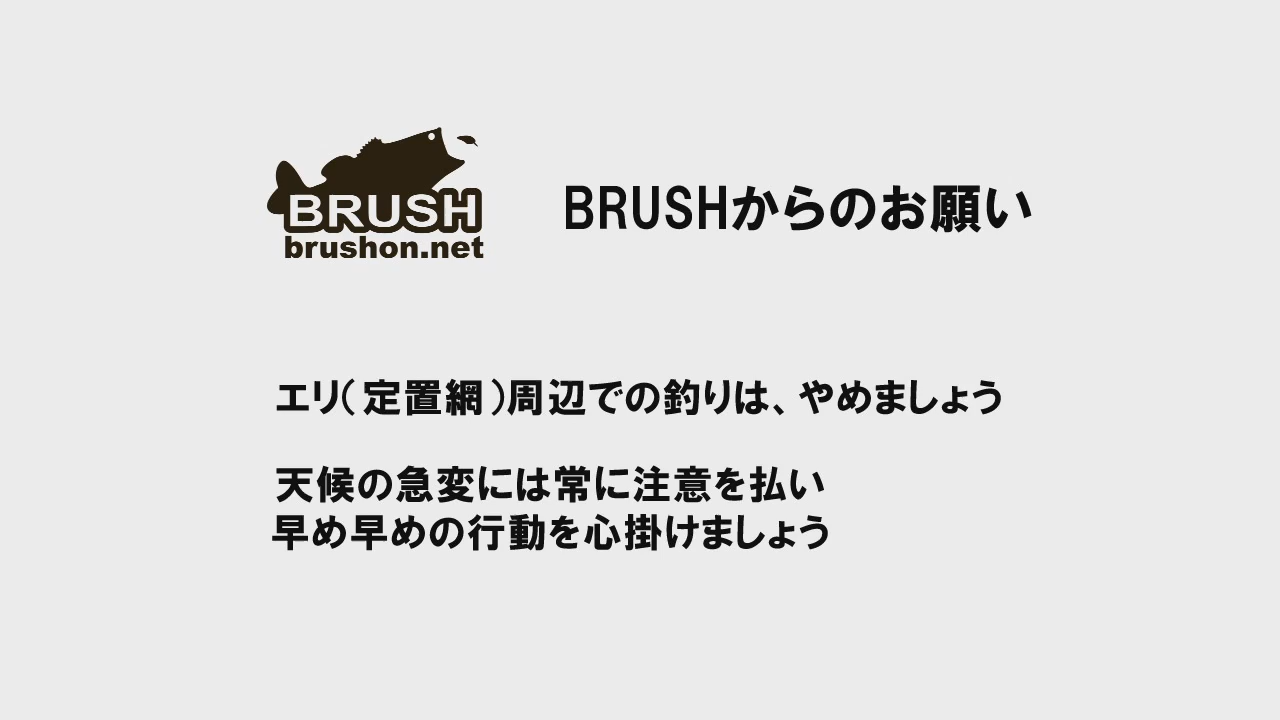 BRUSH
brushon.net
BRUSHからのお願い
エリ(定置網)周辺での釣りは、やめましょう
天候の急変には常に注意を払い
早め早めの行動を心掛けましょう